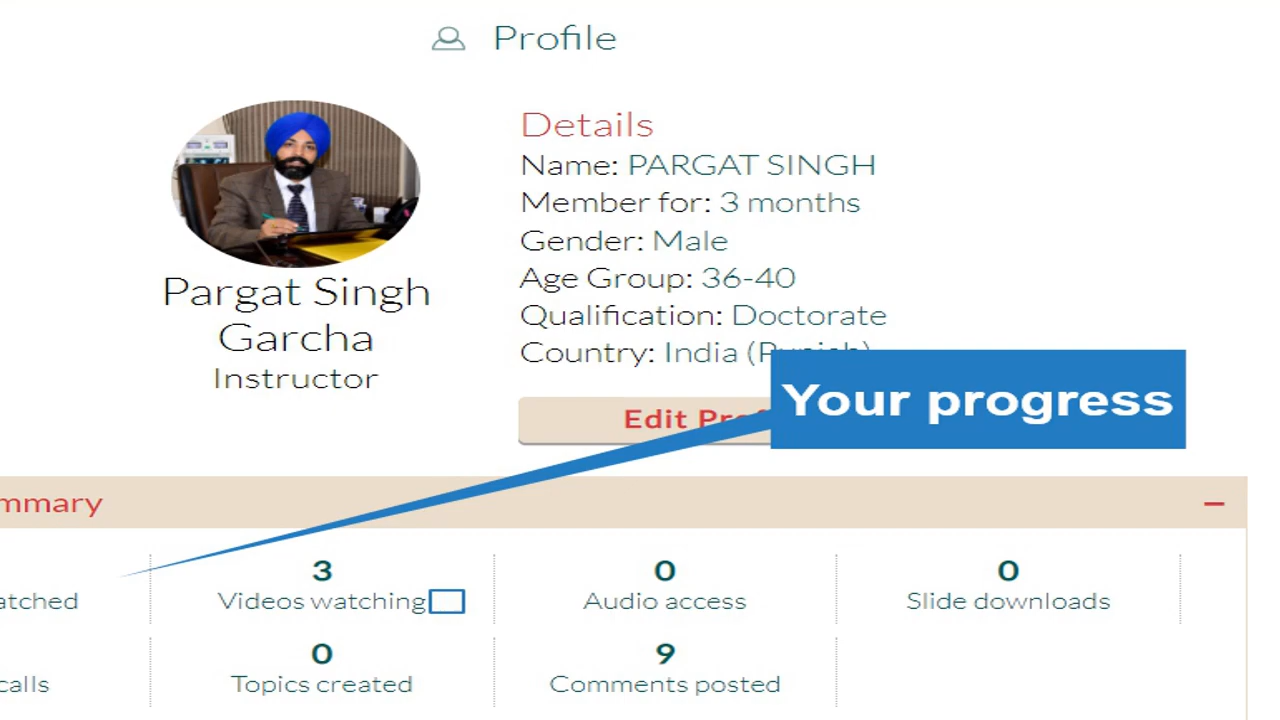 Profile
Details
Name: PARGAT SINGH
Member for: 3 months
Gender: Male
Age Group: 36-40
Qualification: Doctorate
Country: India
Pargat Singh
Garcha
Instructor
Edit
Your progress
3
Videos watching
0
Audio access
0
Slide downloads
0
Topics created
9
Comments posted
calls